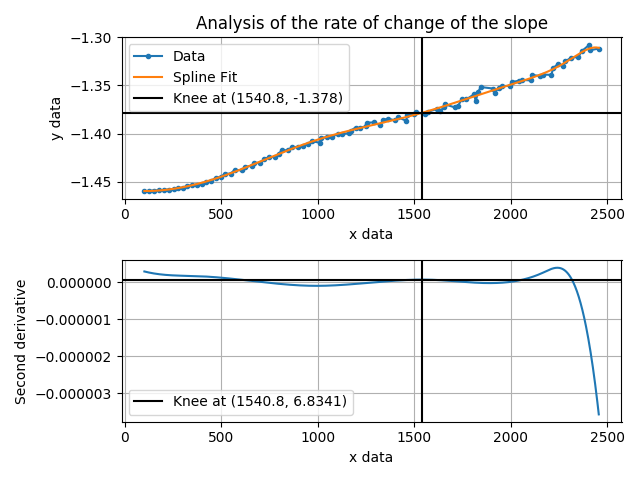 Analysis of the rate of change of the slope
−1.30
−1.35
−1.40
−1.45
y data
Data
Spline Fit
Knee at (1540.8, -1.378)
0 500 1000 1500 2000 2500
x data
0.000000
−0.000001
−0.000002
−0.000003
Second derivative
Knee at (1540.8, 6.8341)
0 500 1000 1500 2000 2500
x data